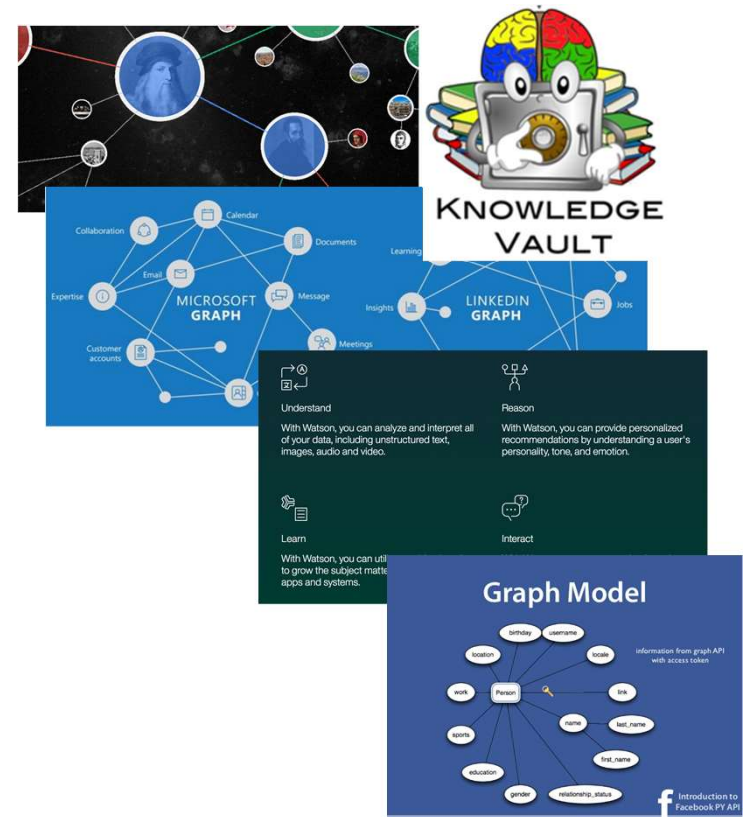 KNOWLEDGE
VAULT
Calendar
Collaboration
Documents
Learning
Email
Expertise
MICROSOFT
GRAPH
Message
Insights
LINKEDIN
GRAPH
Jobs
Customer
accounts
Meetings
Understand
With Watson, you can analyze and interpret all
of your data, including unstructured text,
images, audio and video.
Reason
With Watson, you can provide personalized
recommendations by understanding a user's
personality, tone, and emotion.
Learn
With Watson, you can
to grow the subject
apps and systems.
Interact
Graph Model
birthday
username
location
locale
information from graph API
with access token
work
Person
link
name
last_name
sports
first_name
education
gender
relationship_status
f
Introduction to
Facebook PY API